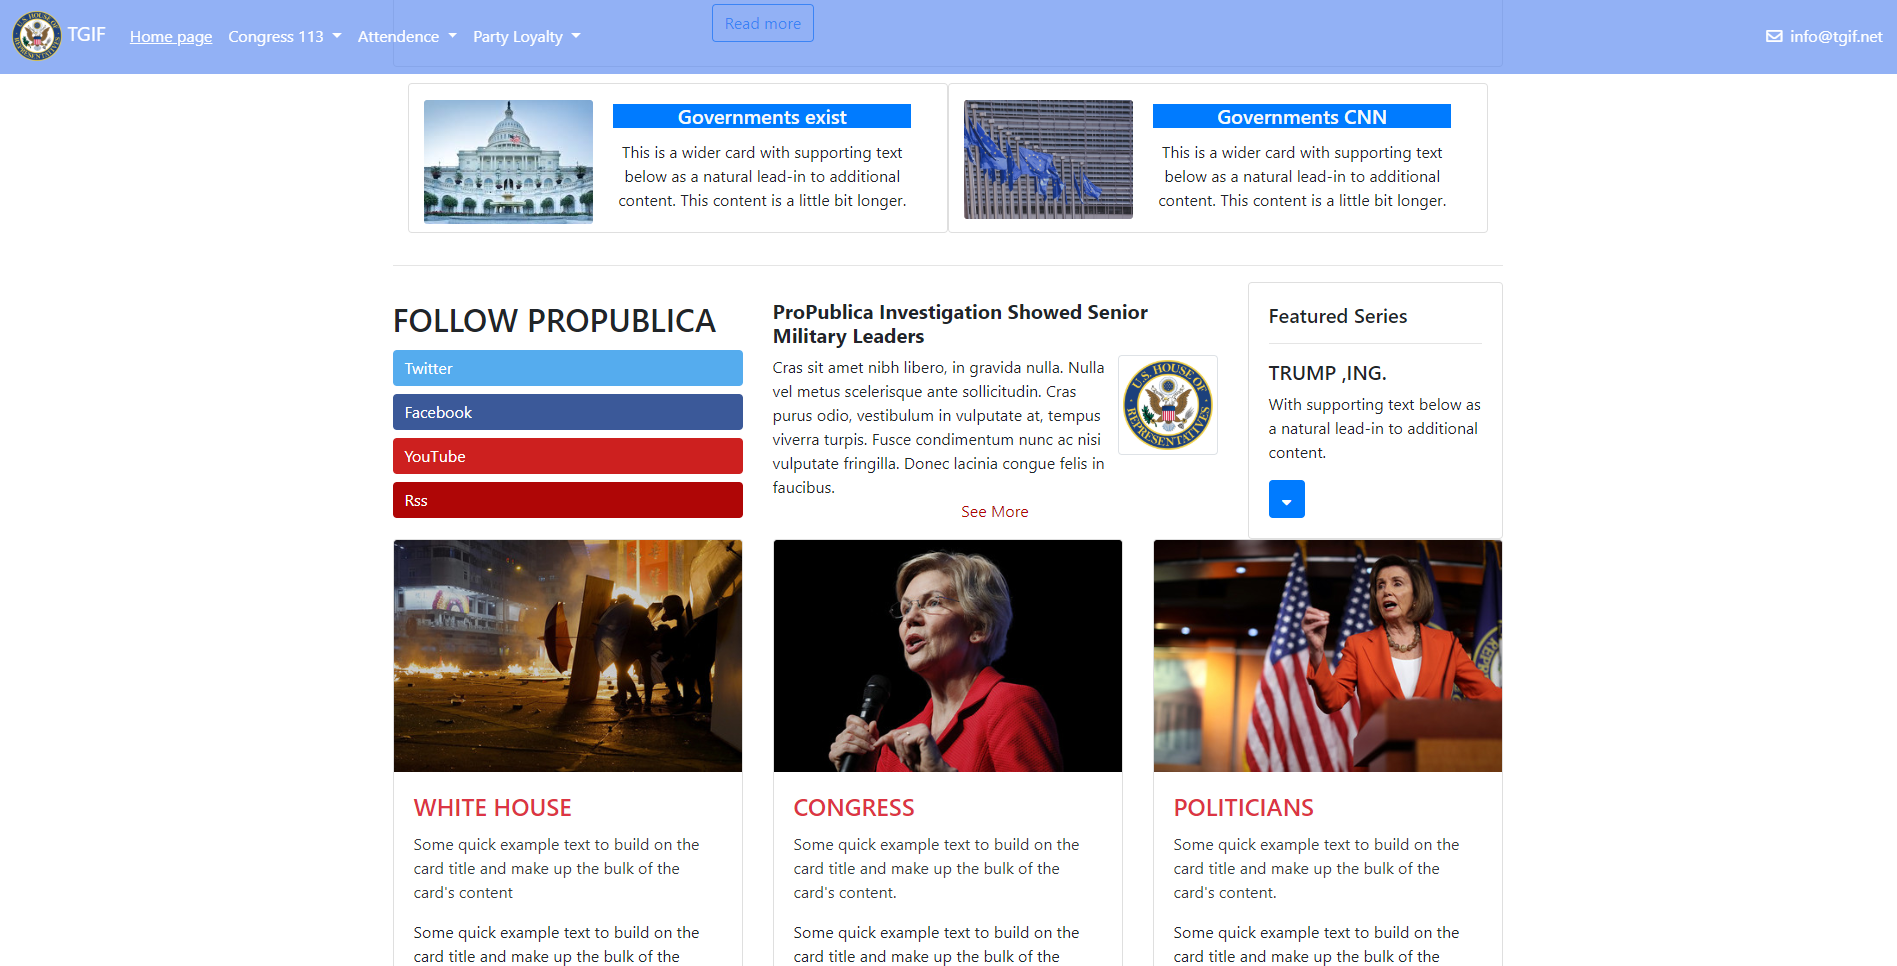 TGIF
Home page
Congress 113
Attendence
Party Loyalty
info@tgif.net
Read more
Governments exist
This is a wider card with supporting text
below as a natural lead-in to additional
content. This content is a little bit longer.
Governments CNN
This is a wider card with supporting text
below as a natural lead-in to additional
content. This content is a little bit longer.
FOLLOW PROPUBLICA
Twitter
Facebook
YouTube
Rss
ProPublica Investigation Showed Senior
Military Leaders
Cras sit amet nibh libero, in gravida nulla. Nulla
vel metus scelerisque ante sollicitudin. Cras
purus odio, vestibulum in vulputate at, tempus
viverra turpis. Fusce condimentum nunc ac nisi
vulputate fringilla. Donec lacinia congue felis in
faucibus.
See More
U.S. HOUSE OF
REPRESENTATIVES
Featured Series
TRUMP ,ING.
With supporting text below as
a natural lead-in to additional
content.
WHITE HOUSE
Some quick example text to build on the
card title and make up the bulk of the
card's content
Some quick example text to build on the
card title and make up the bulk of the
CONGRESS
Some quick example text to build on the
card title and make up the bulk of the
card's content.
Some quick example text to build on the
card title and make up the bulk of the
POLITICIANS
Some quick example text to build on the
card title and make up the bulk of the
card's content.
Some quick example text to build on the
card title and make up the bulk of the